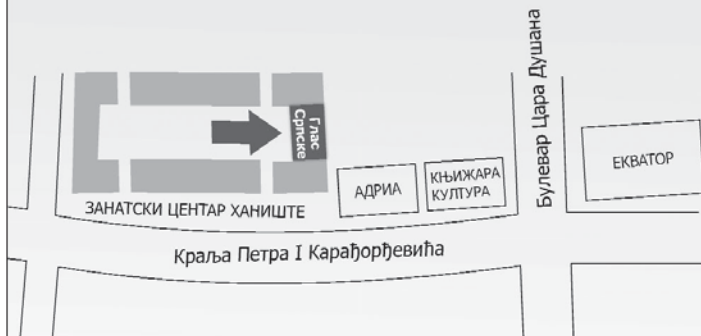 Глас
Српске
АДРИА
КЊИЖАРА
КУЛТУРА
ЕКВАТОР
Булевар Цара Душана
ЗАНАТСКИ ЦЕНТАР ХАНИШТЕ
Краља Петра I Карађорђевића